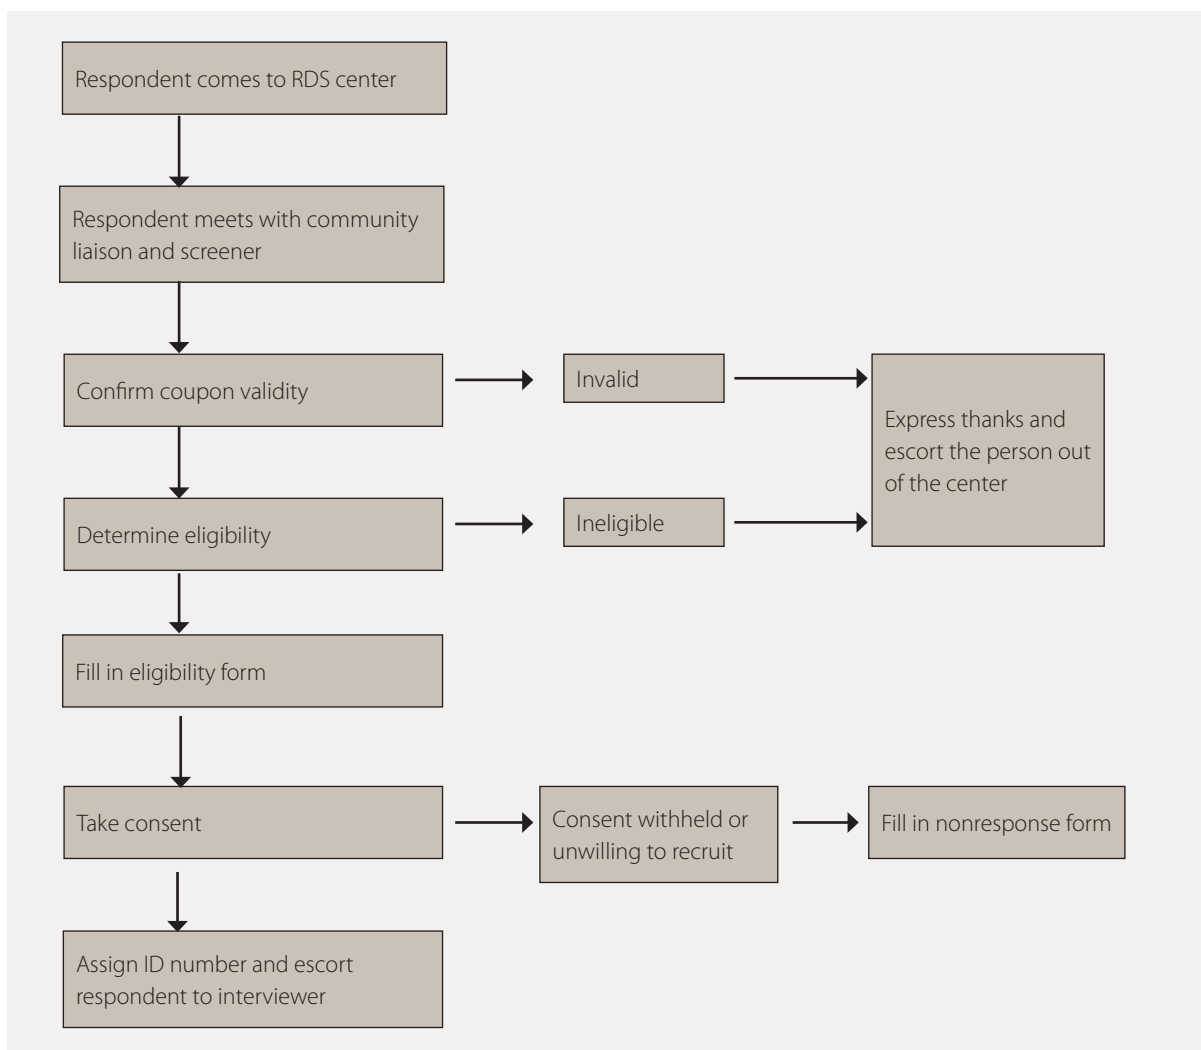 Respondent comes to RDS center
Respondent meets with community
liaison and screener
Confirm coupon validity
Invalid
Express thanks and
escort the person out
of the center
Determine eligibility
Ineligible
Fill in eligibility form
Take consent
Consent withheld or
unwilling to recruit
Fill in nonresponse form
Assign ID number and escort
respondent to interviewer